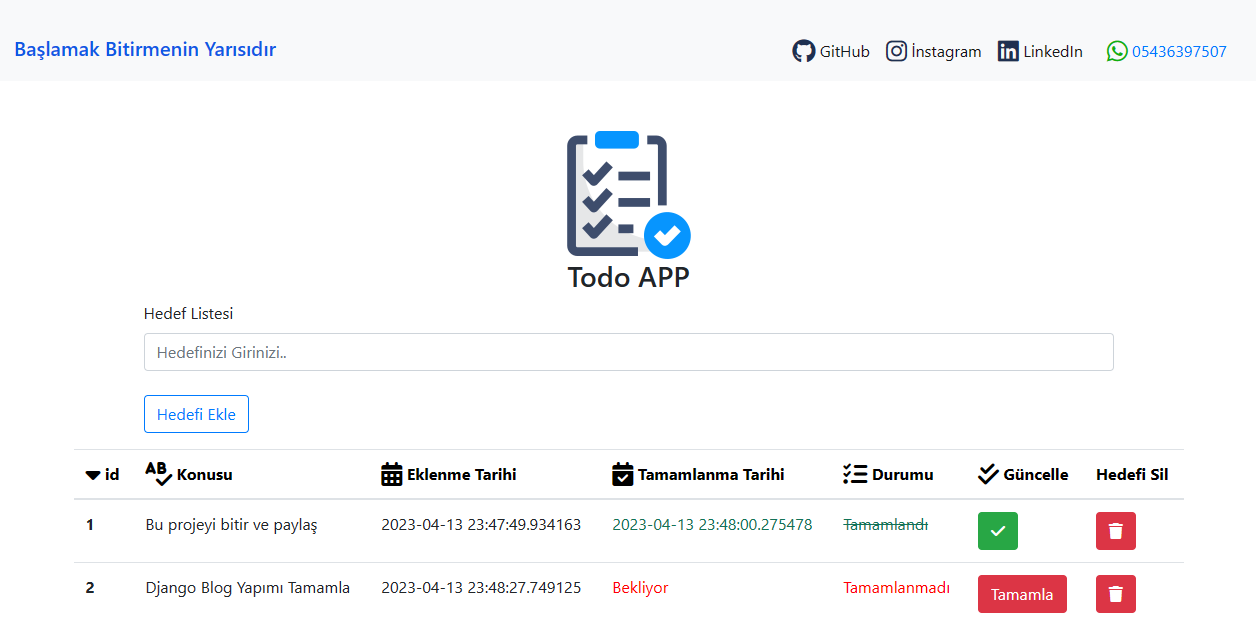 Başlamak Bitirmenin Yarısıdır
GitHub İnstagram LinkedIn 05436397507
Todo APP
Hedef Listesi
Hedefinizi Girinizi..
Hedefi Ekle
id AB Konusu Eklenme Tarihi Tamamlanma Tarihi Durumu Güncelle Hedefi Sil
1 Bu projeyi bitir ve paylaş 2023-04-13 23:47:49.934163 2023-04-13 23:48:00.275478 Tamamlandı
2 Django Blog Yapımı Tamamla 2023-04-13 23:48:27.749125 Bekliyor Tamamlanmadı Tamamla